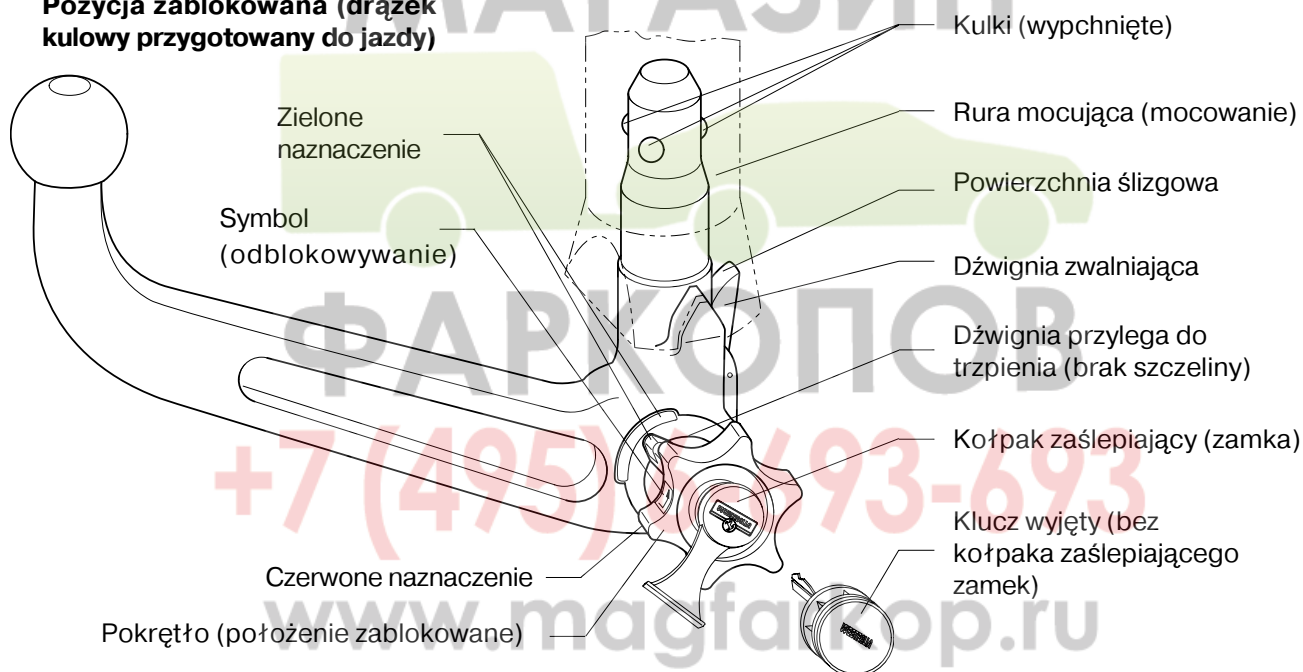 Pozycja zablokowana (drążek
kulowy przygotowany do jazdy)
МАГАЗИН
Kulki (wypchnięte)
Zielone
naznaczenie
Rura mocująca (mocowanie)
Powierzchnia ślizgowa
Symbol
(odblokowywanie)
Dźwignia zwalniająca
ФАРКОПОВ
Dźwignia przylega do
trzpienia (brak szczeliny)
Kołpak zaślepiający (zamka)
+7 (495) 6-693-693
Klucz wyjęty (bez
kołpaka zaślepiającego
zamek)
Czerwone naznaczenie
www.magfarkop.ru
Pokrętło (położenie zablokowane)